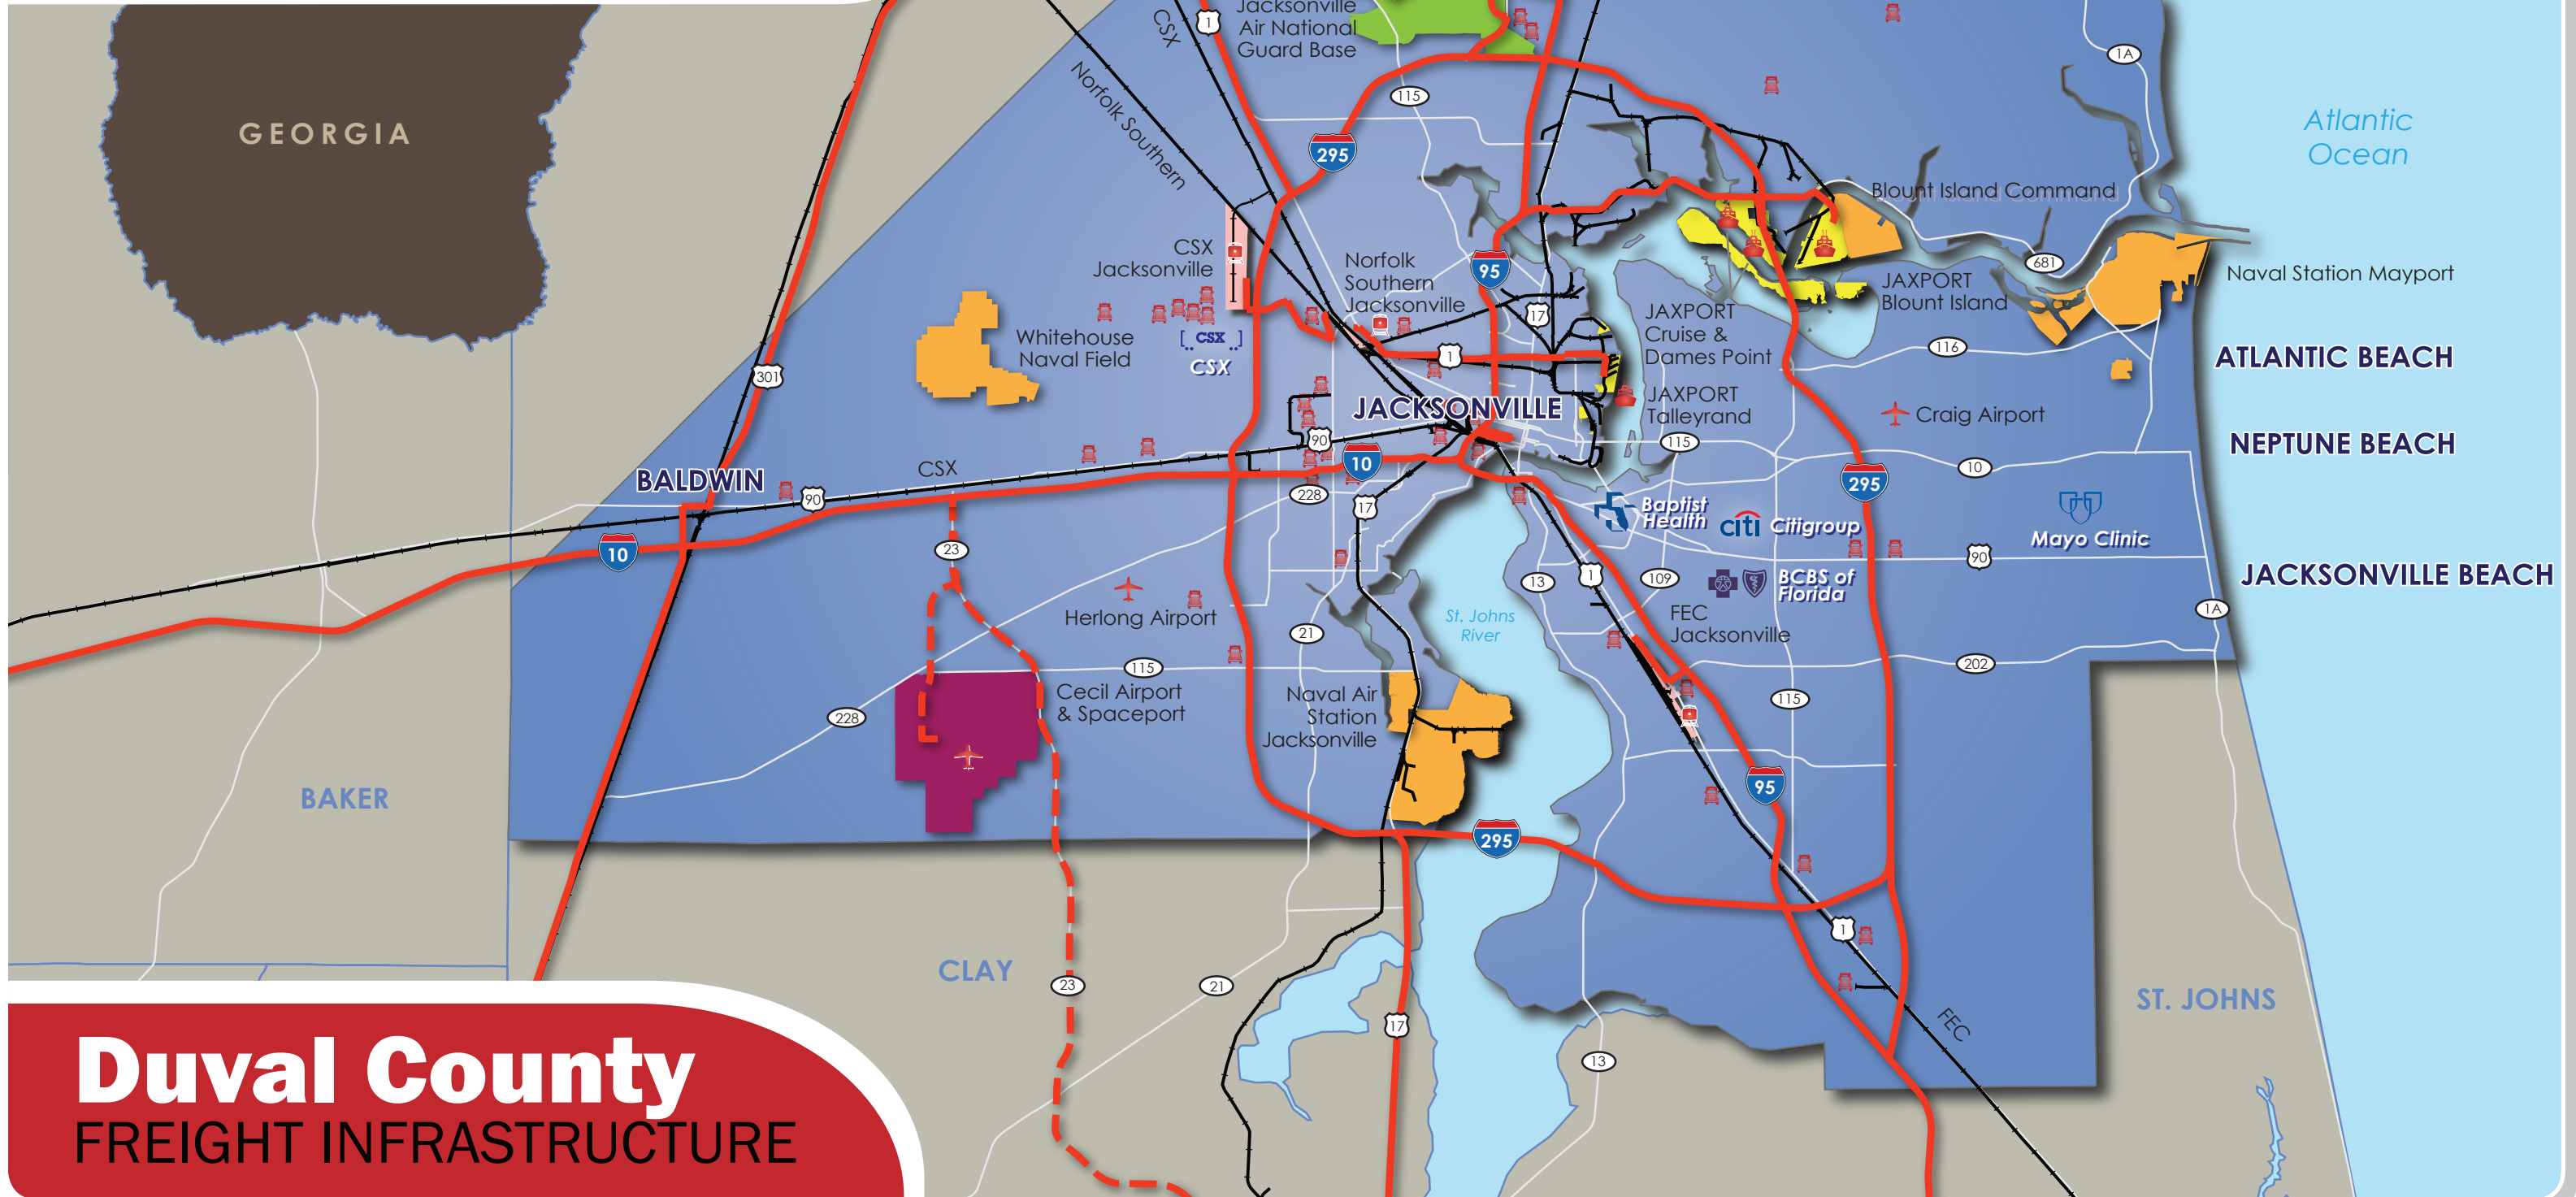 Jacksonville
Air National
Guard Base
CSX
1
1A
Atlantic
Ocean
GEORGIA
115
Norfolk Southern
295
Blount Island Command
CSX
Jacksonville
Norfolk
Southern
Jacksonville
95
681
Naval Station Mayport
JAXPORT
Blount Island
17
JAXPORT
Cruise &
Dames Point
Whitehouse
Naval Field
CSX
CSX
1
116
ATLANTIC BEACH
301
JAXPORT
Talleyrand
JACKSONVILLE
Craig Airport
90
115
NEPTUNE BEACH
10
10
CSX
BALDWIN
90
228
295
17
Baptist
Health
citi
Citigroup
Mayo Clinic
10
23
90
JACKSONVILLE BEACH
13
1
109
BCBS of
Florida
1A
Herlong Airport
St. Johns
River
FEC
Jacksonville
21
115
202
Cecil Airport
& Spaceport
Naval Air
Station
Jacksonville
115
228
95
BAKER
295
1
CLAY
23
21
ST. JOHNS
17
FEC
13
Duval County
FREIGHT INFRASTRUCTURE